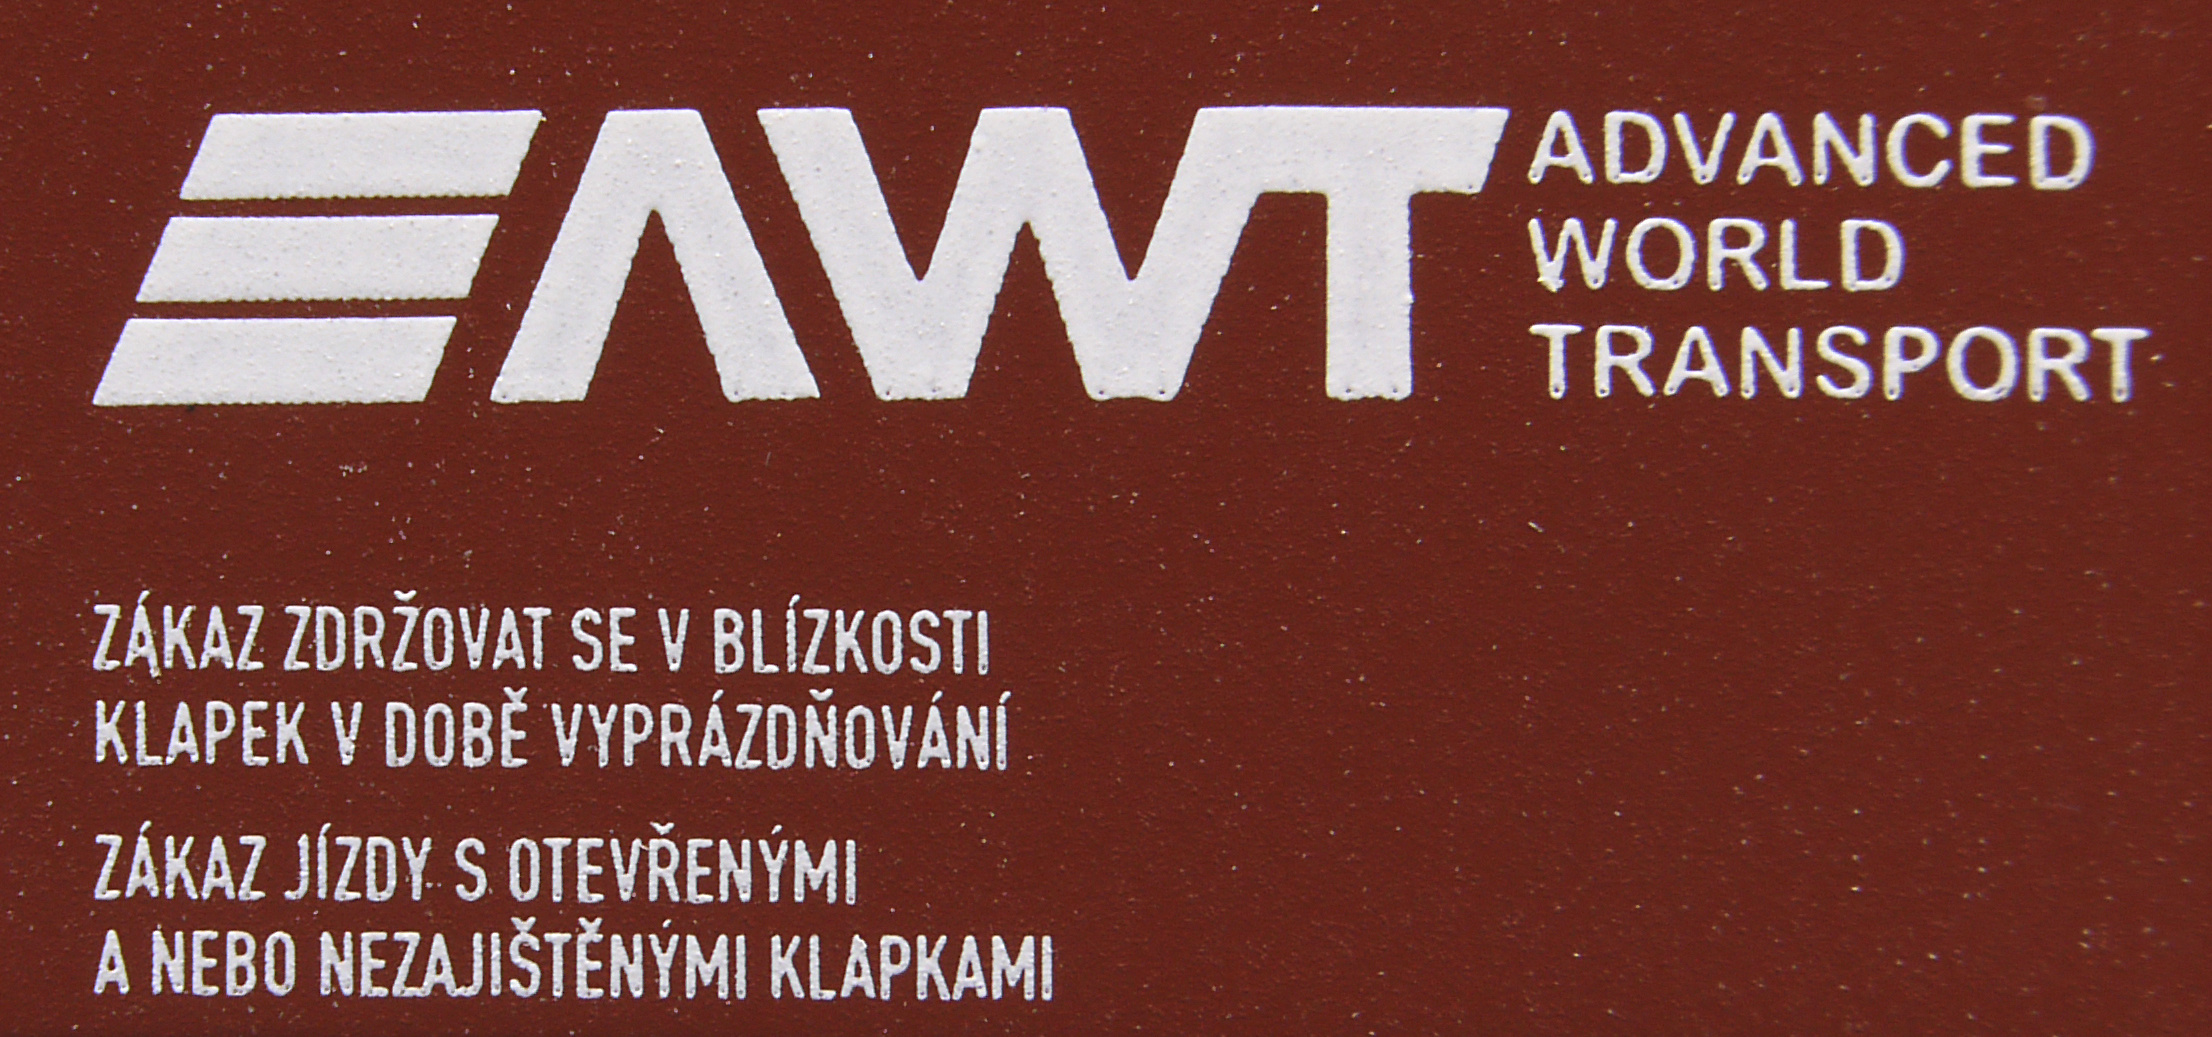 AWT
ADVANCED
WORLD
TRANSPORT
ZÁKAZ ZDRŽOVAT SE V BLÍZKOSTI
KLAPEK V DOBĚ VYPRÁZDŇOVÁNÍ
ZÁKAZ JÍZDY S OTEVŘENÝMI
A NEBO NEZAJIŠTĚNÝMI KLAPKAMI